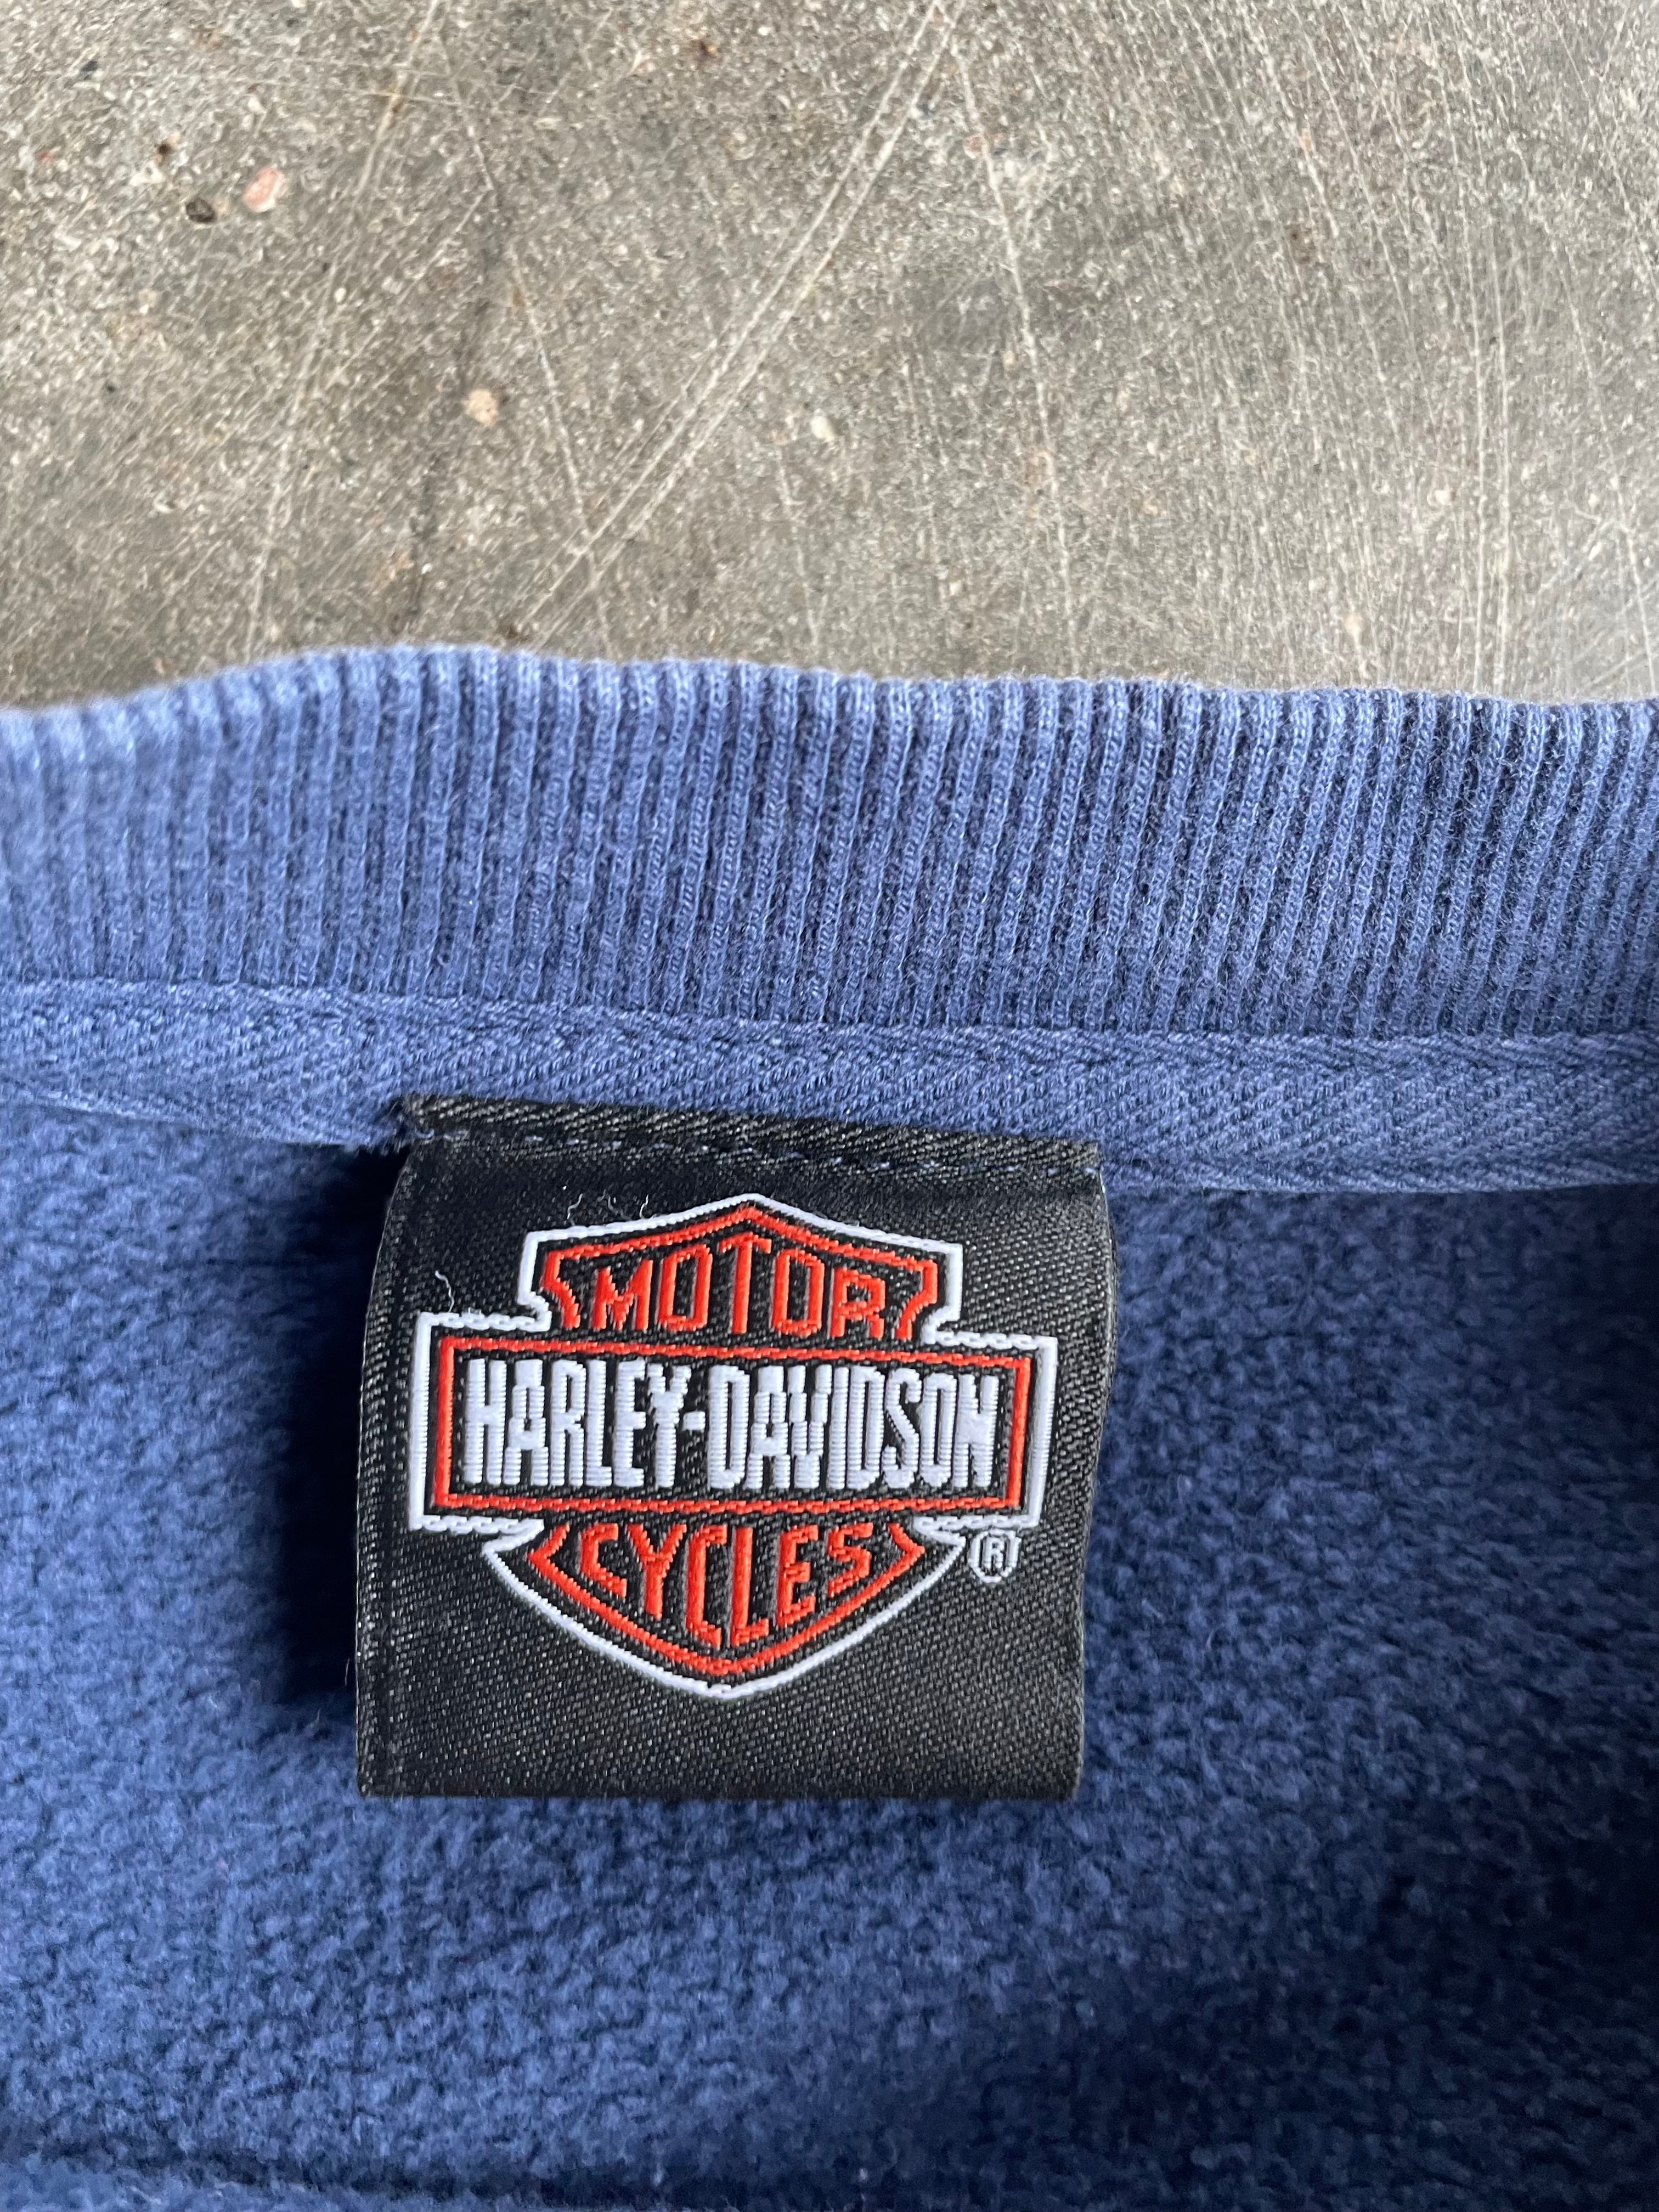 MOTOR
HARLEY-DAVIDSON
CYCLES
®